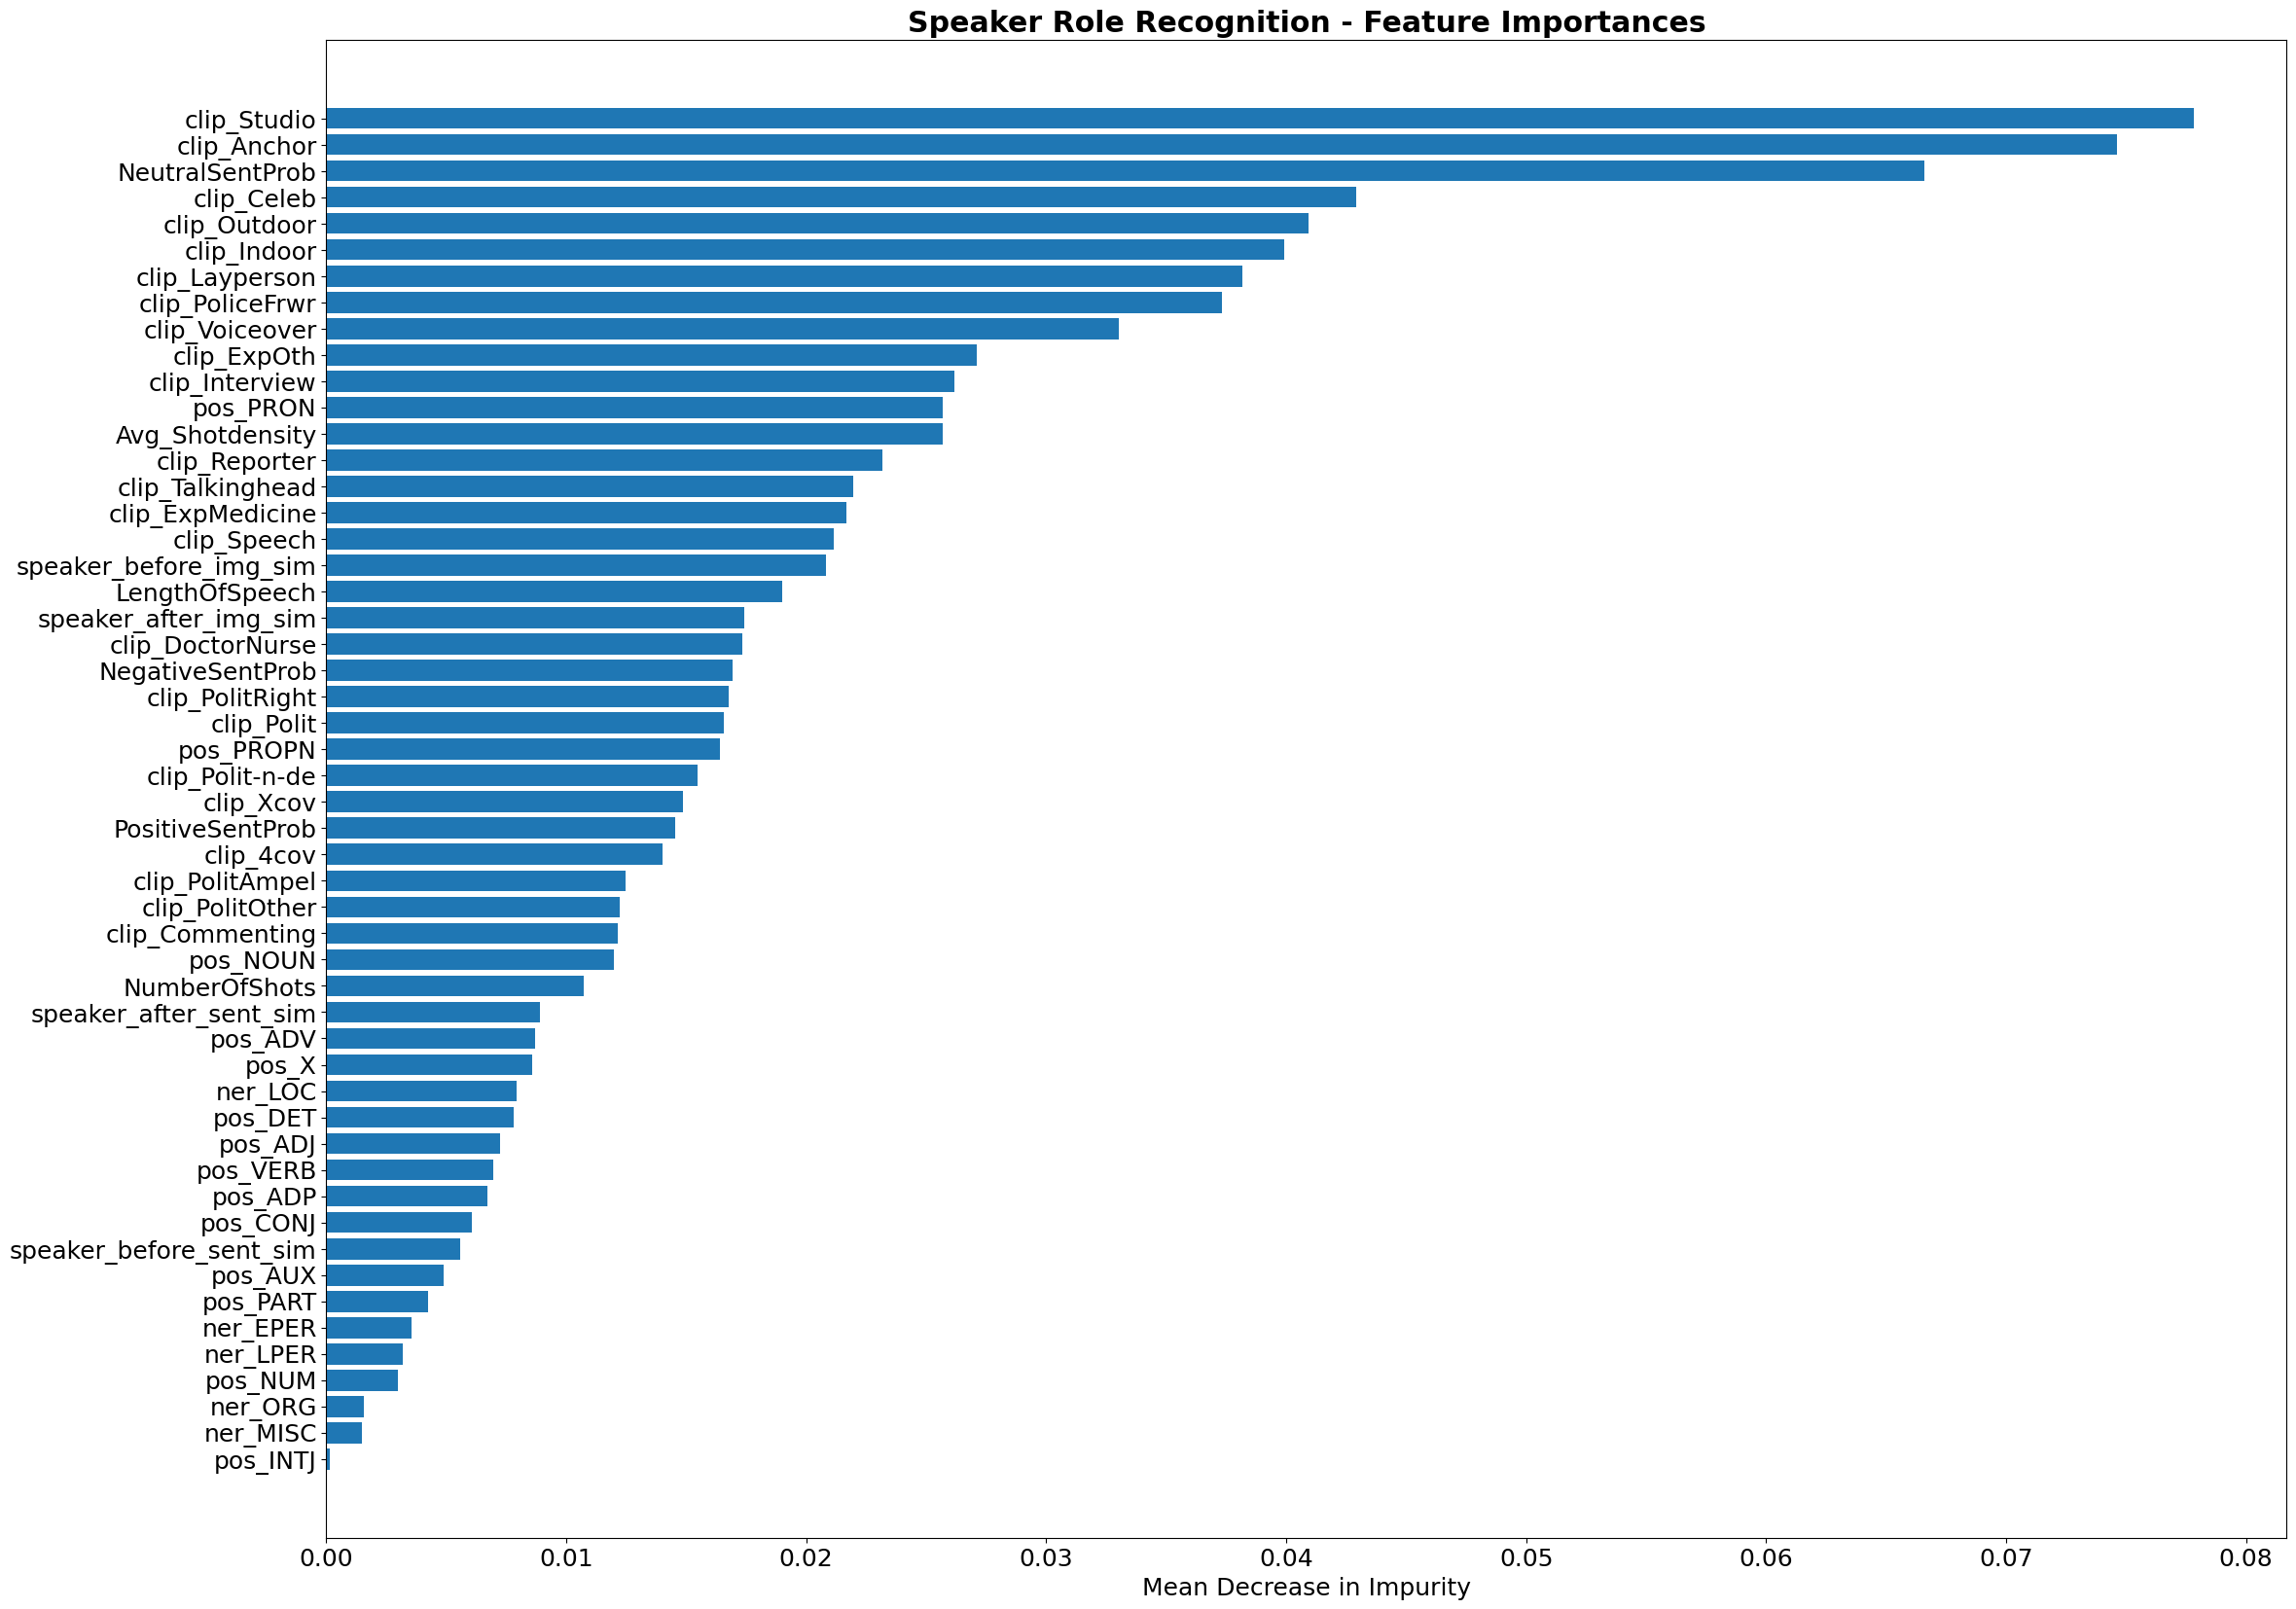 Speaker Role Recognition - Feature Importances
clip_Studio
clip_Anchor
NeutralSentProb
clip_Celeb
clip_Outdoor
clip_Indoor
clip_Layperson
clip_PoliceFrwr
clip_Voiceover
clip_ExpOth
clip_Interview
pos_PRON
Avg_Shotdensity
clip_Reporter
clip_Talkinghead
clip_ExpMedicine
clip_Speech
speaker_before_img_sim
LengthOfSpeech
speaker_after_img_sim
clip_DoctorNurse
NegativeSentProb
clip_PolitRight
clip_Polit
pos_PROPN
clip_Polit-n-de
clip_Xcov
PositiveSentProb
clip_4cov
clip_PolitAmpel
clip_PolitOther
clip_Commenting
pos_NOUN
NumberOfShots
speaker_after_sent_sim
pos_ADV
pos_X
ner_LOC
pos_DET
pos_ADJ
pos_VERB
pos_ADP
pos_CONJ
speaker_before_sent_sim
pos_AUX
pos_PART
ner_EPER
ner_LPER
pos_NUM
ner_ORG
ner_MISC
pos_INTJ
0.00 0.01 0.02 0.03 0.04 0.05 0.06 0.07 0.08
Mean Decrease in Impurity